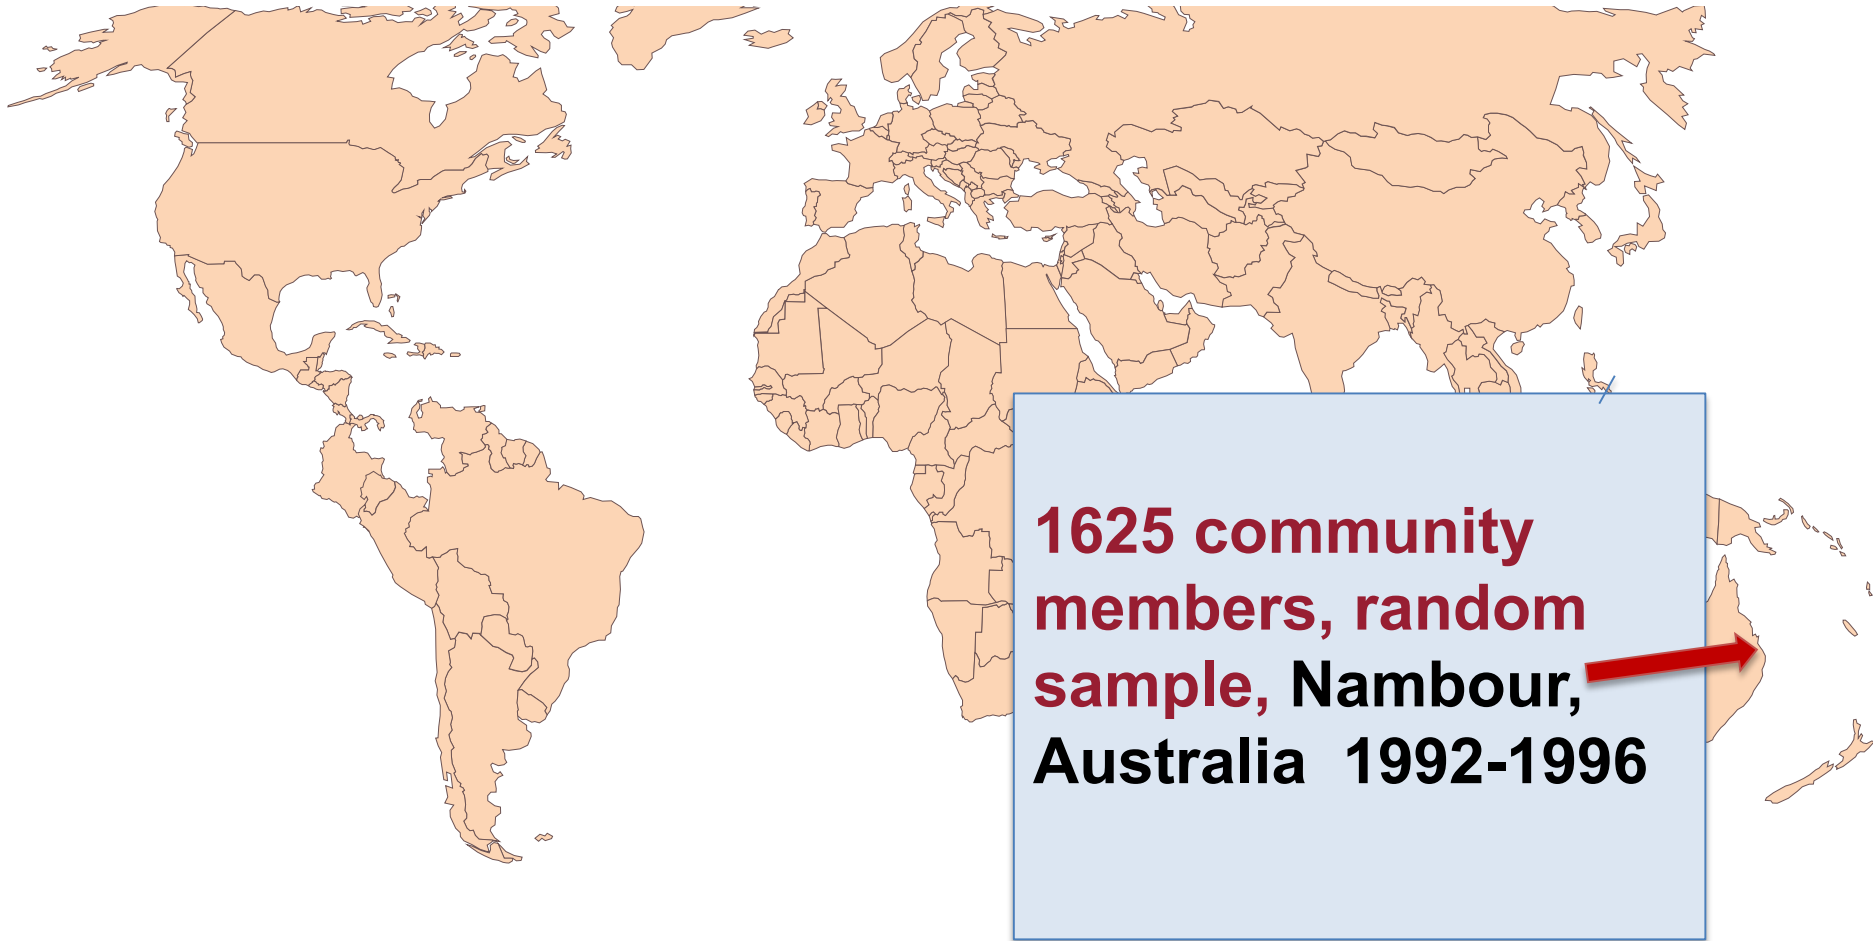 1625 community
members, random
sample, Nambour,
Australia 1992-1996